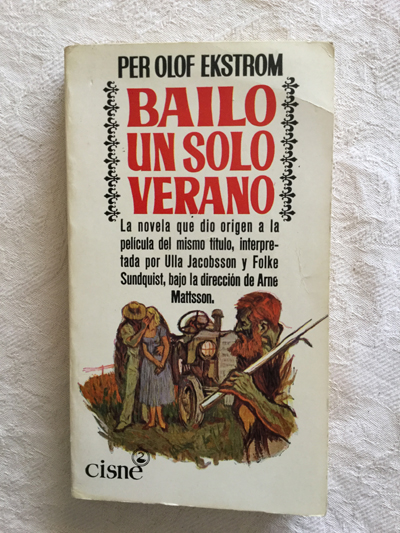 PER OLOF EKSTROM
BAILO
UN SOLO
VERANO
La novela que dio origen a la
película del mismo titulo, interpre-
tada por Ulla Jacobsson y Folke
Sundquist, bajo la dirección de Arne
Mattsson.
2
cisne